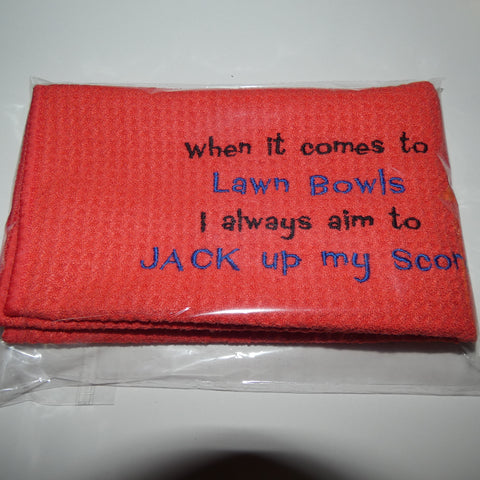 when it comes to
Lawn Bowls
I always aim to
JACK up my Scor